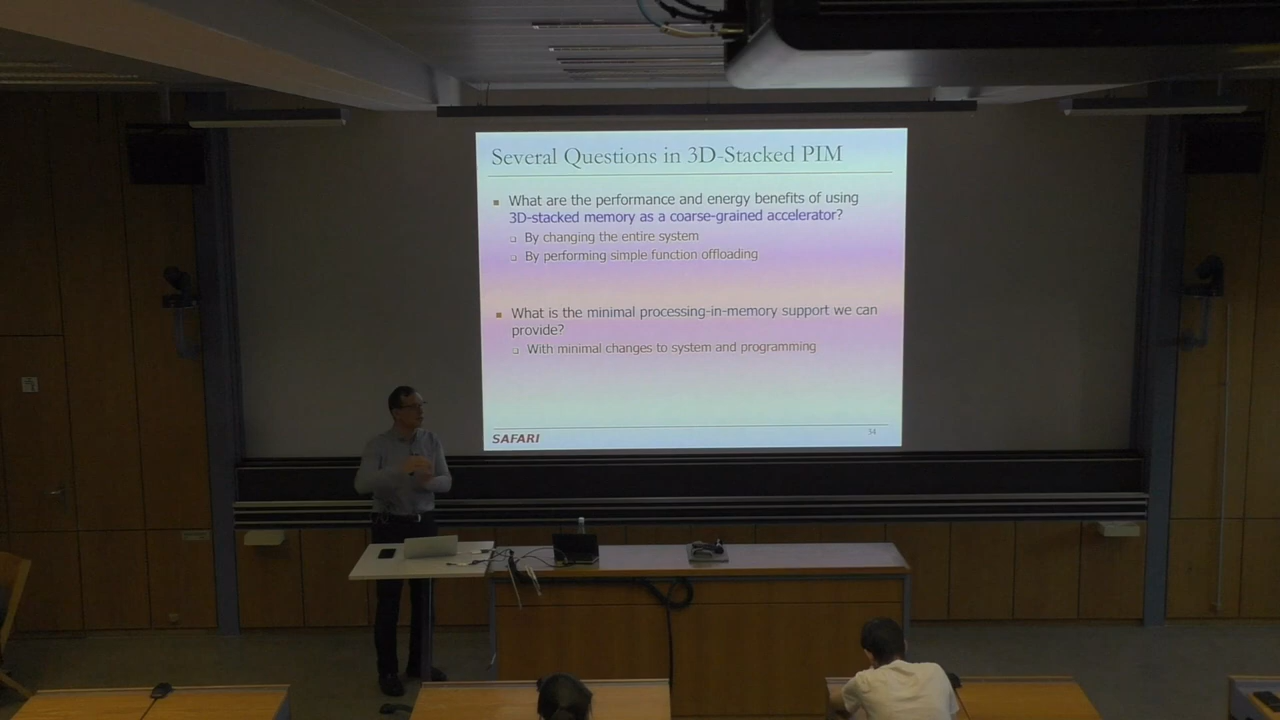 Several Questions in 3D-Stacked PIM
What are the performance and energy benefits of using
3D-stacked memory as a coarse-grained accelerator?
By changing the entire system
By performing simple function offloading
What is the minimal processing-in-memory support we can
provide?
With minimal changes to system and programming
SAFARI
34